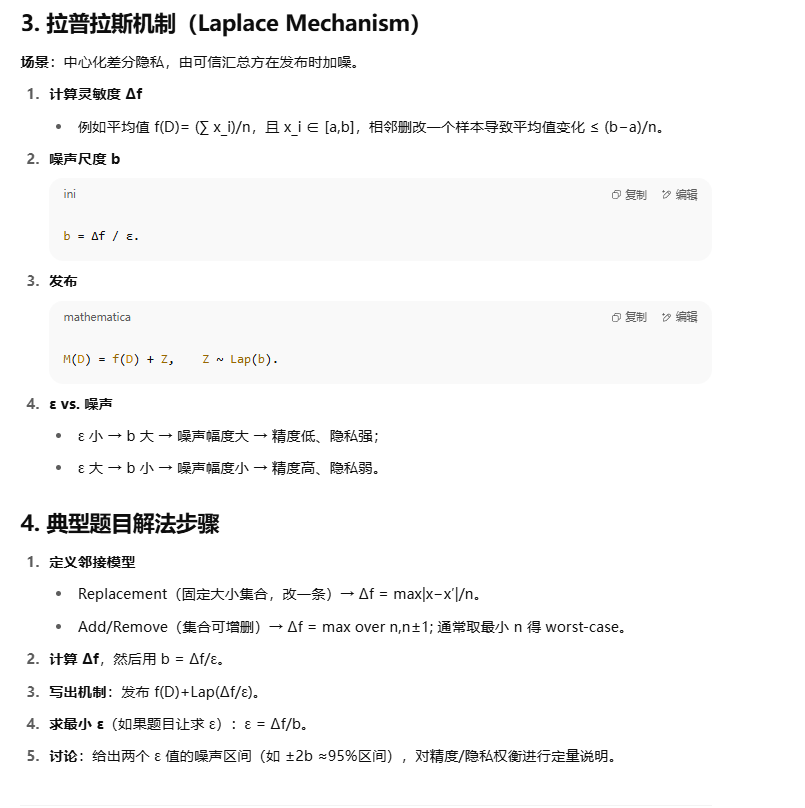 3. 拉普拉斯机制（Laplace Mechanism）
场景：中心化差分隐私，由可信汇总方在发布时加噪。
1. 计算灵敏度 Δf
• 例如平均值 f(D)= (∑ x_i)/n，且 x_i ∈ [a,b]，相邻删改一个样本导致平均值变化 ≤ (b−a)/n。
2. 噪声尺度 b
ini 复制 编辑
b = Δf / ε.
3. 发布
mathematica 复制 编辑
M(D) = f(D) + Z,    Z ~ Lap(b).
4. ε vs. 噪声
• ε 小 → b 大 → 噪声幅度大 → 精度低、隐私强；
• ε 大 → b 小 → 噪声幅度小 → 精度高、隐私弱。
4. 典型题目解法步骤
1. 定义邻接模型
• Replacement（固定大小集合，改一条）→ Δf = max|x−x′|/n。
• Add/Remove（集合可增删）→ Δf = max over n,n±1; 通常取最小 n 得 worst-case。
2. 计算 Δf，然后用 b = Δf/ε。
3. 写出机制：发布 f(D)+Lap(Δf/ε)。
4. 求最小 ε（如果题目让求 ε）：ε = Δf/b。
5. 讨论：给出两个 ε 值的噪声区间（如 ±2b ≈95%区间），对精度/隐私权衡进行定量说明。